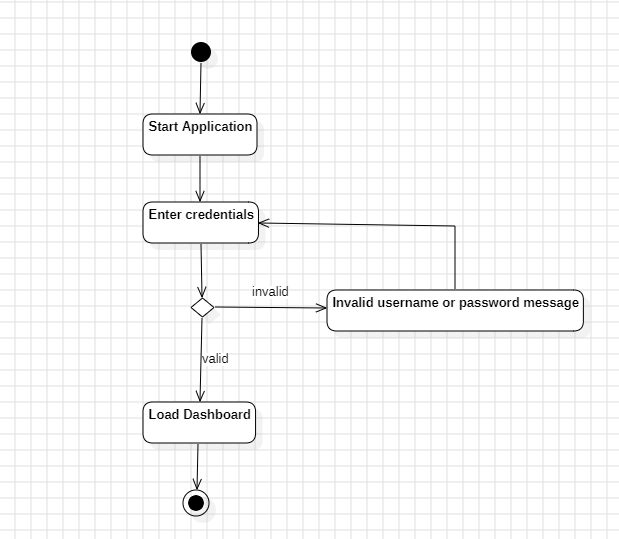 Start Application
Enter credentials
invalid
Invalid username or password message
valid
Load Dashboard